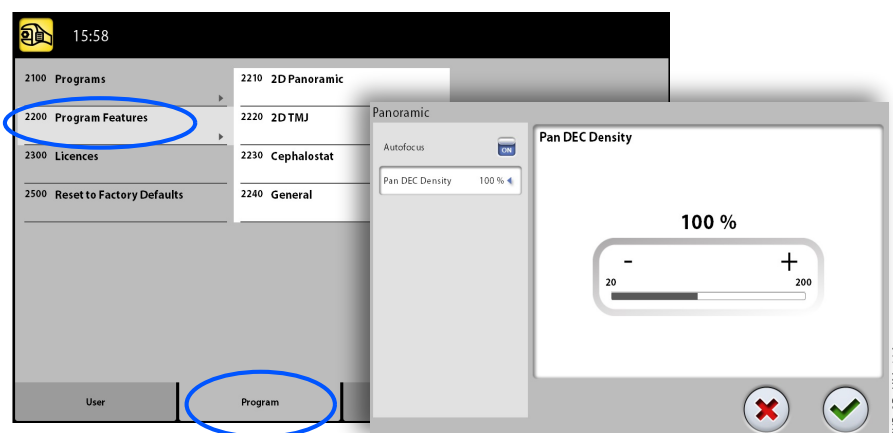 15:58
2100 Programs
2200 Program Features
2300 Licences
2500 Reset to Factory Defaults
2210 2D Panoramic
2220 2D TMJ
2230 Cephalostat
2240 General
User
Program
Panoramic
Autofocus ON
Pan DEC Density 100 %
Pan DEC Density
100 %
- +
20 200